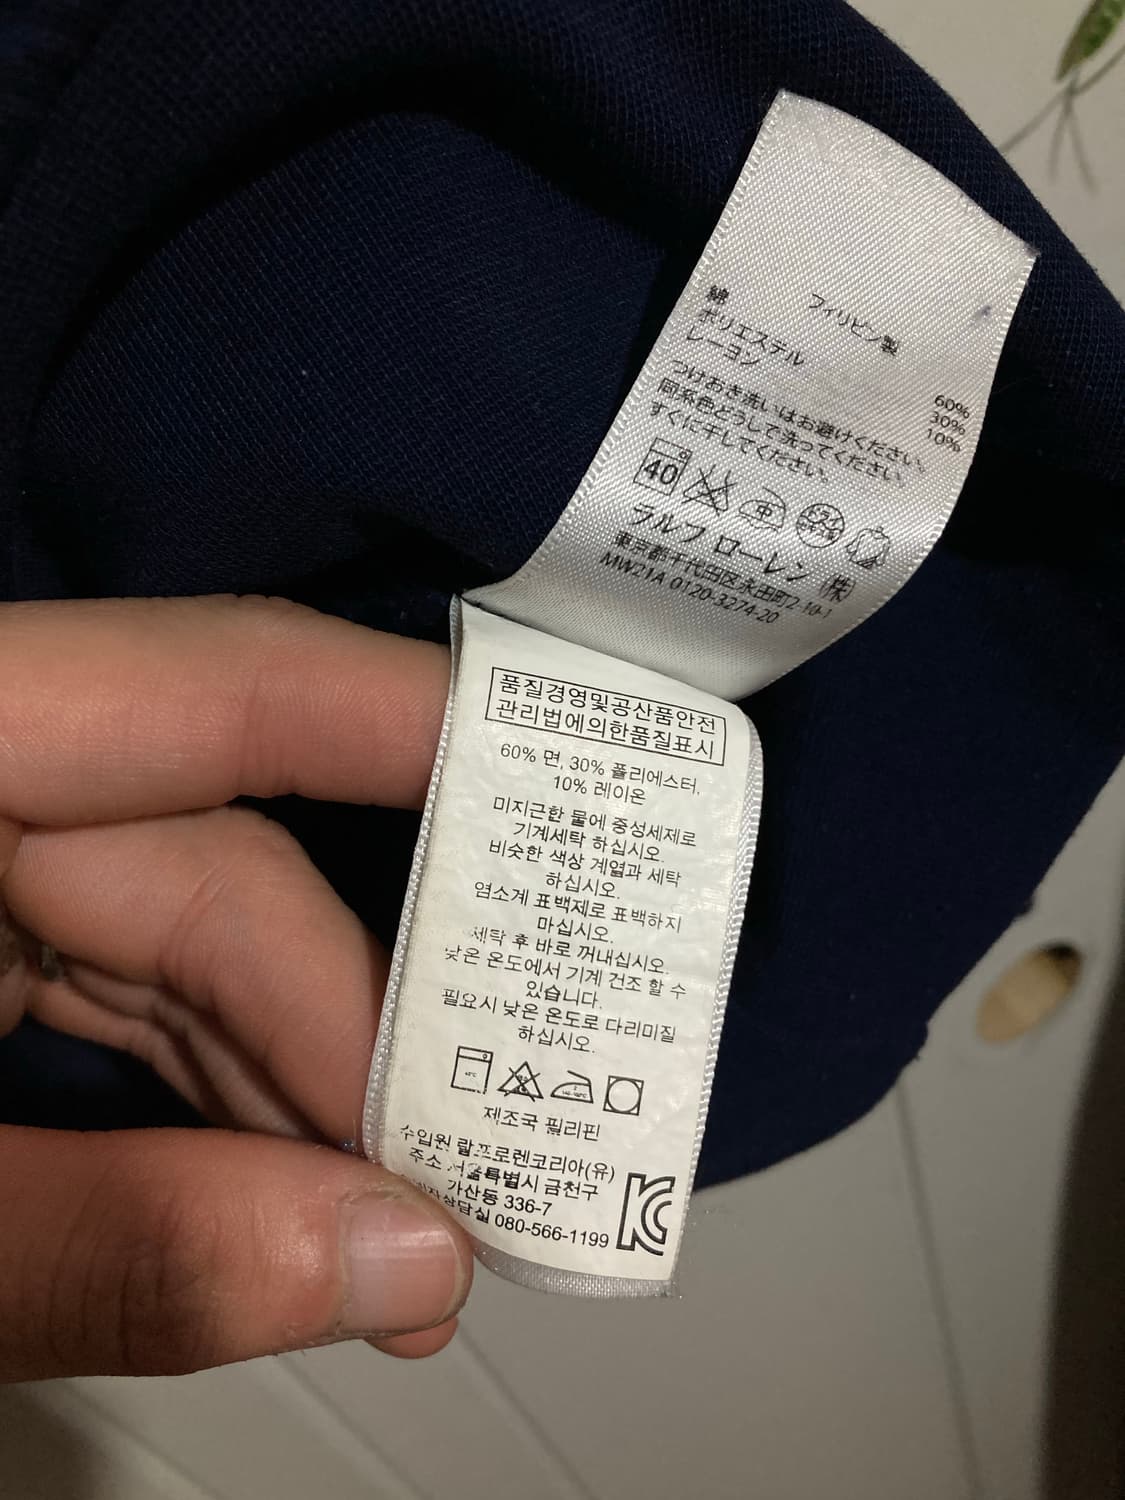 フィリピン製
綿 60%
ポリエステル 30%
レーヨン 10%
つけおき洗いはお避けください。
同系色どうしで洗ってください。
すぐに干してください。
40 中
ラルフ ローレン (株)
東京都千代田区永田町2-10-1
MW21A 0120-3274-20
품질경영및공산품안전
관리법에의한품질표시
60% 면, 30% 폴리에스터,
10% 레이온
미지근한 물에 중성세제로
기계세탁 하십시오.
비슷한 색상 계열과 세탁
하십시오.
염소계 표백제로 표백하지
마십시오.
세탁 후 바로 꺼내십시오.
낮은 온도에서 기계 건조 할 수
있습니다.
필요시 낮은 온도로 다리미질
하십시오.
제조국 필리핀
수입원 랄프로렌코리아(유)
주소 서울특별시 금천구
가산동 336-7
상담실 080-566-1199